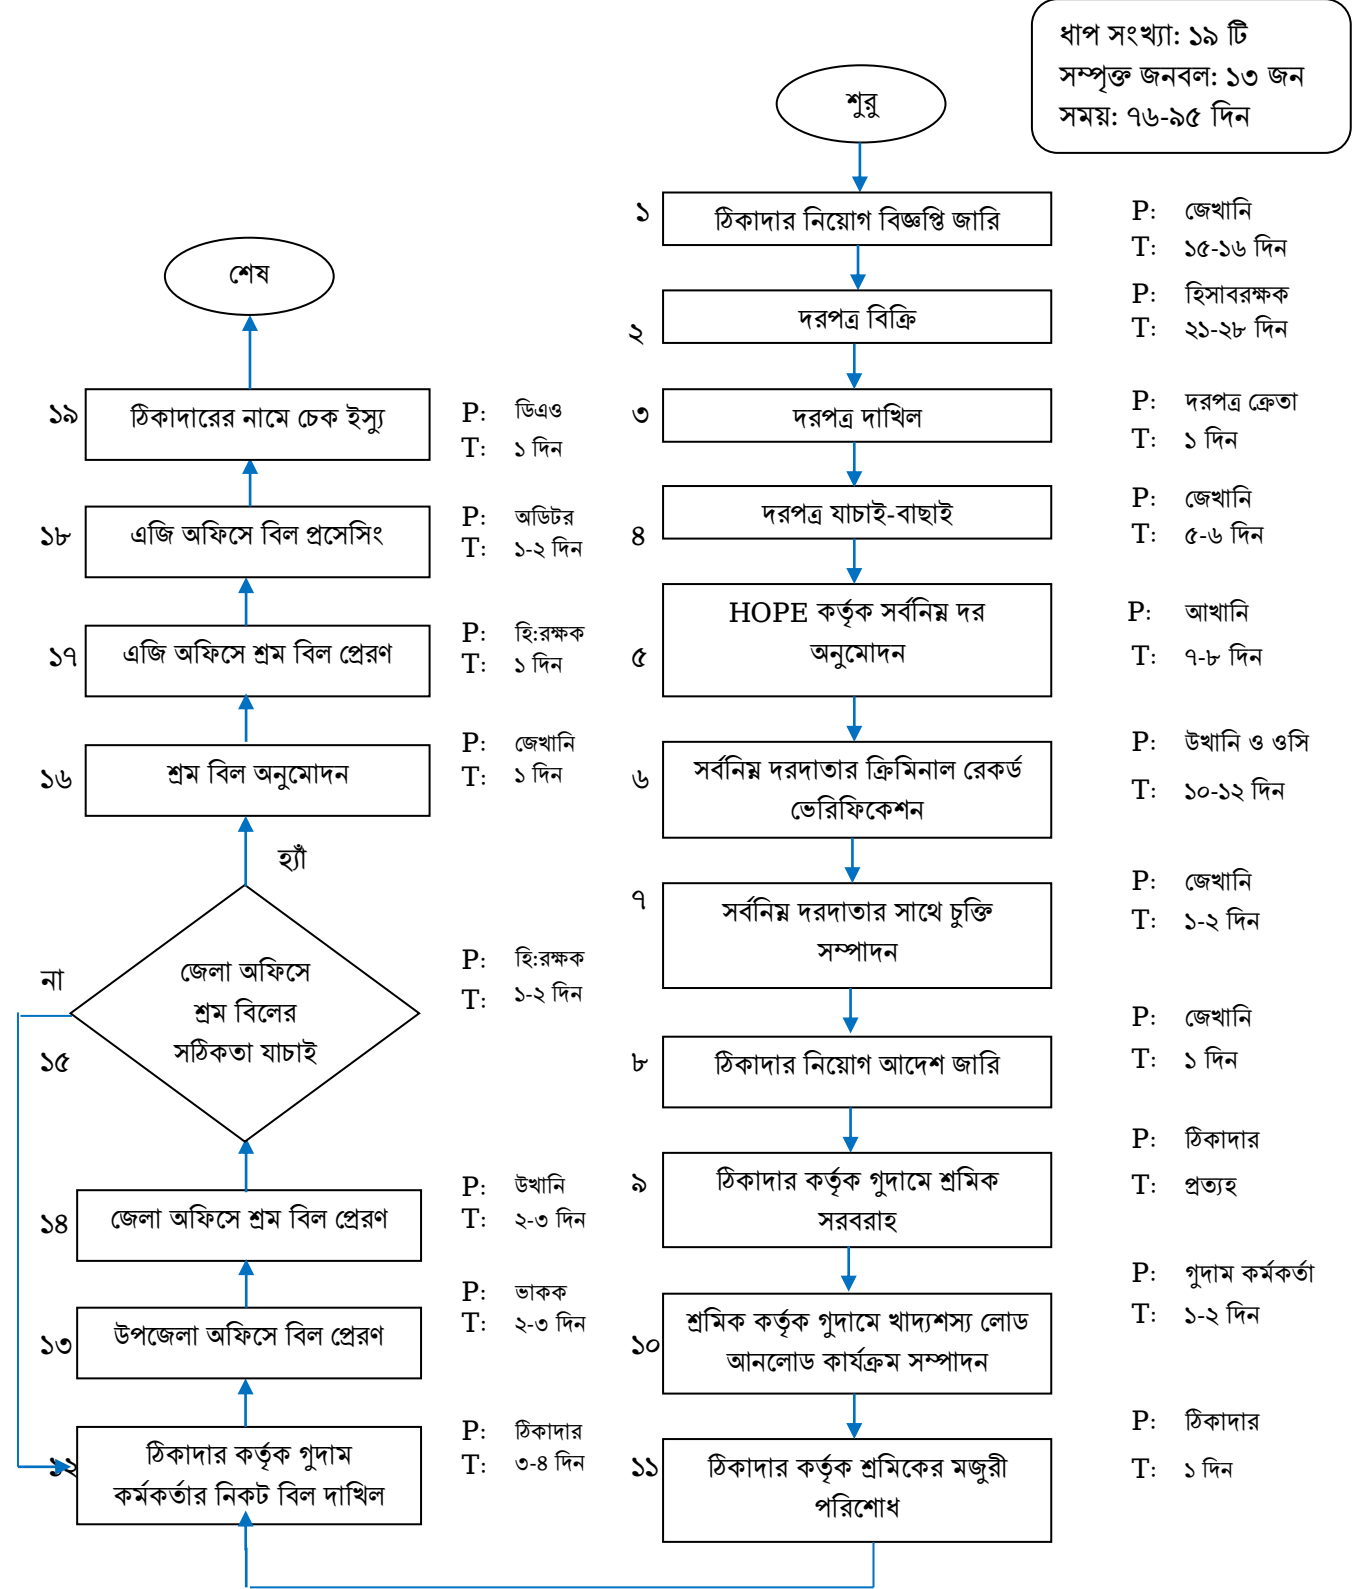 ধাপ সংখ্যা: ১৯ টি
সম্পৃক্ত জনবল: ১৩ জন
সময়: ৭৬-৯৫ দিন
শুরু
১
ঠিকাদার নিয়োগ বিজ্ঞপ্তি জারি
P: জেখানি
T: ১৫-১৬ দিন
২
দরপত্র বিক্রি
P: হিসাবরক্ষক
T: ২১-২৮ দিন
৩
দরপত্র দাখিল
P: দরপত্র ক্রেতা
T: ১ দিন
৪
দরপত্র যাচাই-বাছাই
P: জেখানি
T: ৫-৬ দিন
৫
HOPE কর্তৃক সর্বনিম্ন দর
অনুমোদন
P: আখানি
T: ৭-৮ দিন
৬
সর্বনিম্ন দরদাতার ক্রিমিনাল রেকর্ড
ভেরিফিকেশন
P: উখানি ও ওসি
T: ১০-১২ দিন
৭
সর্বনিম্ন দরদাতার সাথে চুক্তি
সম্পাদন
P: জেখানি
T: ১-২ দিন
৮
ঠিকাদার নিয়োগ আদেশ জারি
P: জেখানি
T: ১ দিন
৯
ঠিকাদার কর্তৃক গুদামে শ্রমিক
সরবরাহ
P: ঠিকাদার
T: প্রত্যহ
১০
শ্রমিক কর্তৃক গুদামে খাদ্যশস্য লোড
আনলোড কার্যক্রম সম্পাদন
P: গুদাম কর্মকর্তা
T: ১-২ দিন
১১
ঠিকাদার কর্তৃক শ্রমিকের মজুরী
পরিশোধ
P: ঠিকাদার
T: ১ দিন
১২
ঠিকাদার কর্তৃক গুদাম
কর্মকর্তার নিকট বিল দাখিল
P: ঠিকাদার
T: ৩-৪ দিন
১৩
উপজেলা অফিসে বিল প্রেরণ
P: ভাকক
T: ২-৩ দিন
১৪
জেলা অফিসে শ্রম বিল প্রেরণ
P: উখানি
T: ২-৩ দিন
১৫
জেলা অফিসে
শ্রম বিলের
সঠিকতা যাচাই
P: হি:রক্ষক
T: ১-২ দিন
না
হ্যাঁ
১৬
শ্রম বিল অনুমোদন
P: জেখানি
T: ১ দিন
১৭
এজি অফিসে শ্রম বিল প্রেরণ
P: হি:রক্ষক
T: ১ দিন
১৮
এজি অফিসে বিল প্রসেসিং
P: অডিটর
T: ১-২ দিন
১৯
ঠিকাদারের নামে চেক ইস্যু
P: ডিএও
T: ১ দিন
শেষ